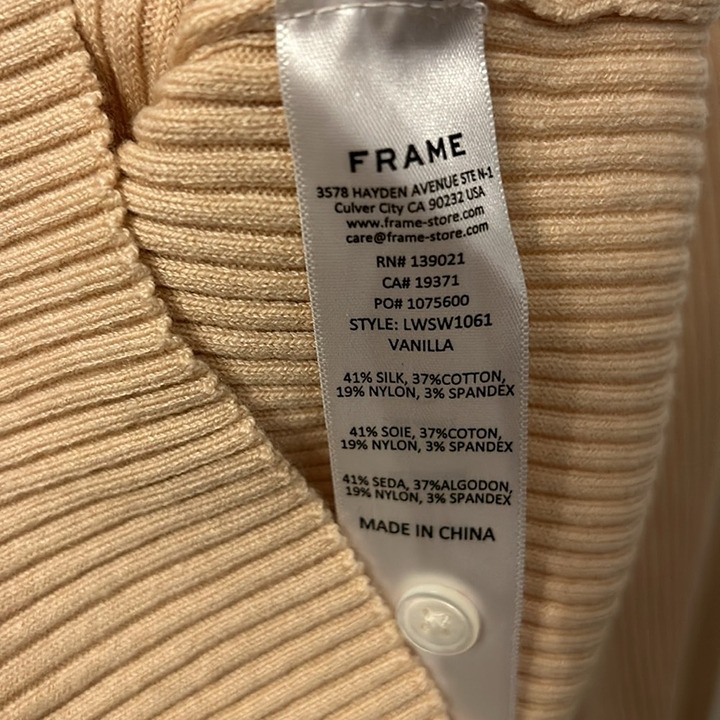 FRAME
3578 HAYDEN AVENUE STE N-1
Culver City CA 90232 USA
www.frame-store.com
care@frame-store.com
RN# 139021
CA# 19371
PO# 1075600
STYLE: LWSW1061
VANILLA
41% SILK, 37%COTTON,
19% NYLON, 3% SPANDEX
41% SOIE, 37%COTON,
19% NYLON, 3% SPANDEX
41% SEDA, 37%ALGODON,
19% NYLON, 3% SPANDEX
MADE IN CHINA